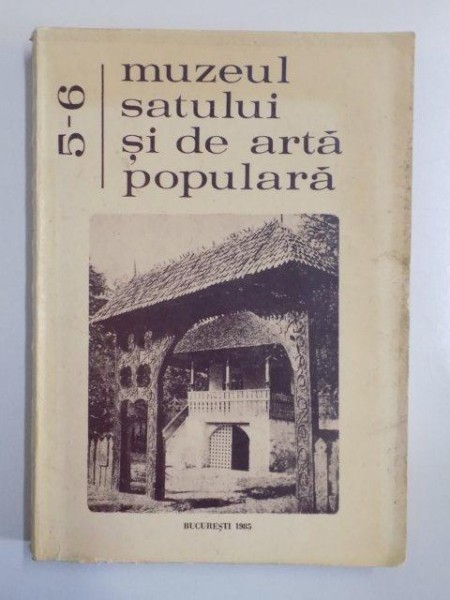 5-6
muzeul
satului
și de artă
populară
BUCUREȘTI 1985